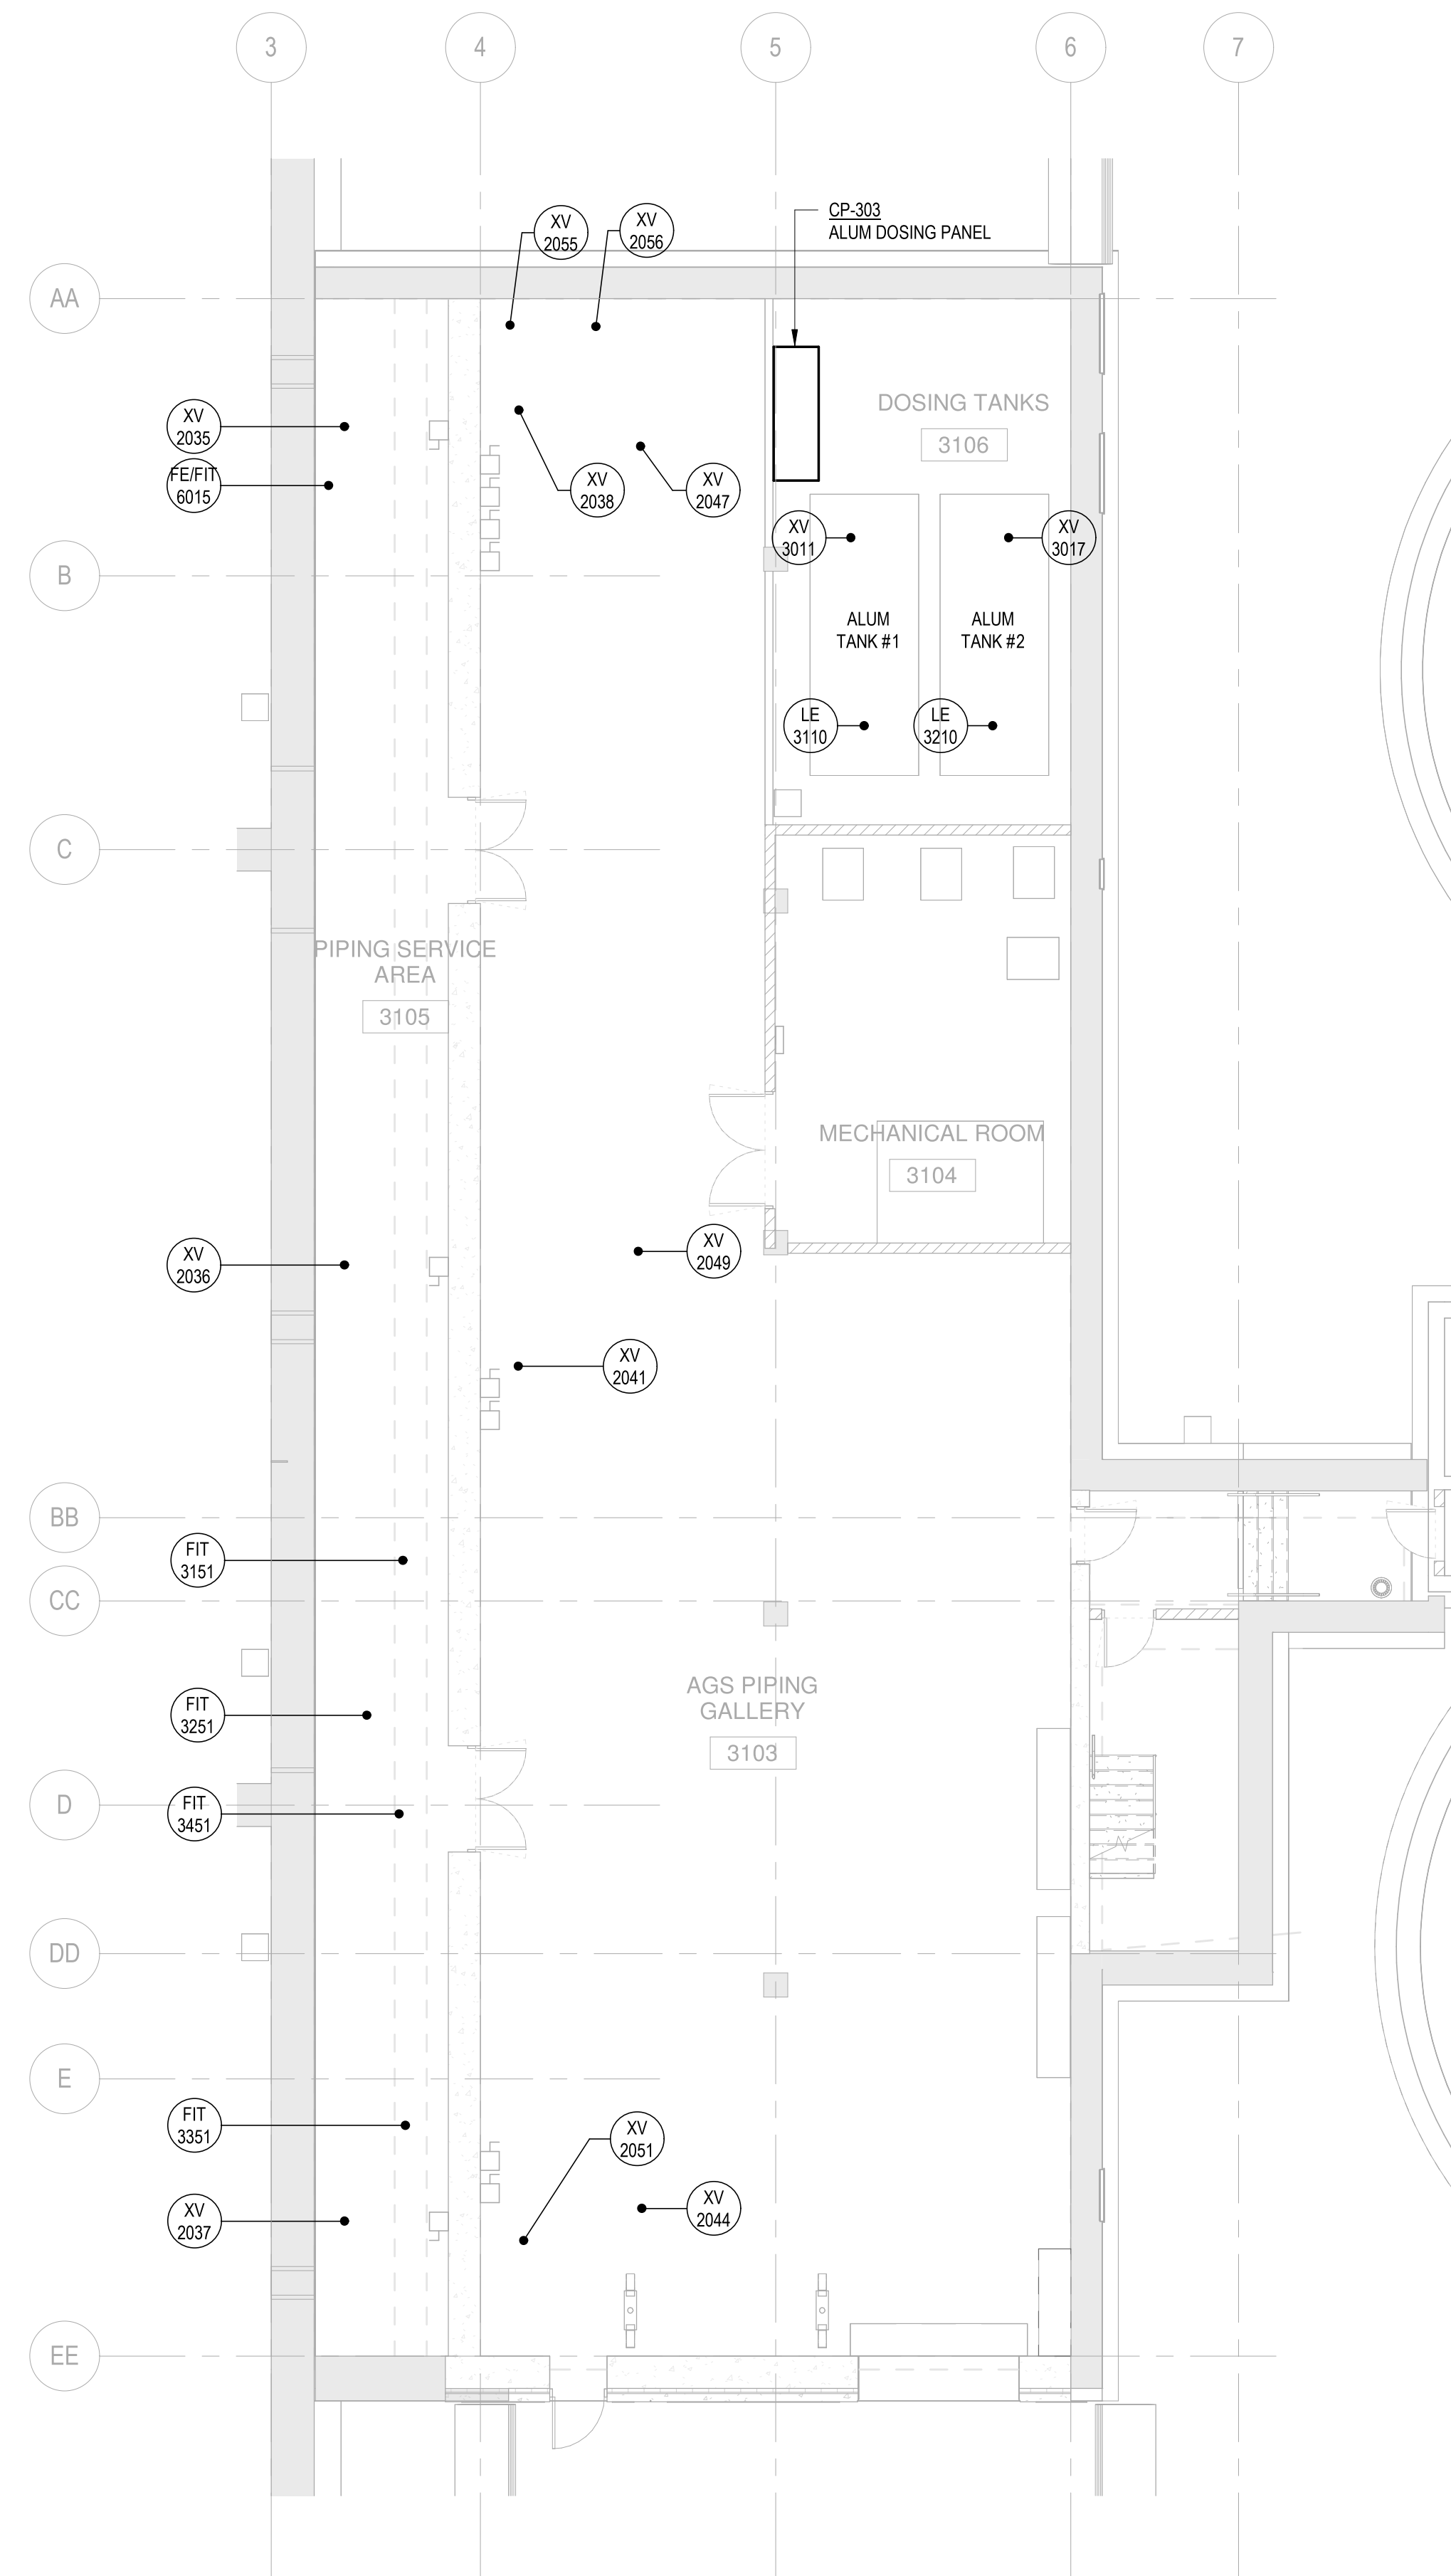 3
4
5
6
7
XV
2055
XV
2056
CP-303
ALUM DOSING PANEL
AA
XV
2035
FE/FIT
6015
XV
2038
XV
2047
DOSING TANKS
3106
XV
3011
XV
3017
B
ALUM
TANK #1
ALUM
TANK #2
LE
3110
LE
3210
C
PIPING SERVICE
AREA
3105
MECHANICAL ROOM
3104
XV
2036
XV
2049
XV
2041
BB
FIT
3151
CC
FIT
3251
AGS PIPING
GALLERY
3103
D
FIT
3451
DD
E
FIT
3351
XV
2051
XV
2037
XV
2044
EE